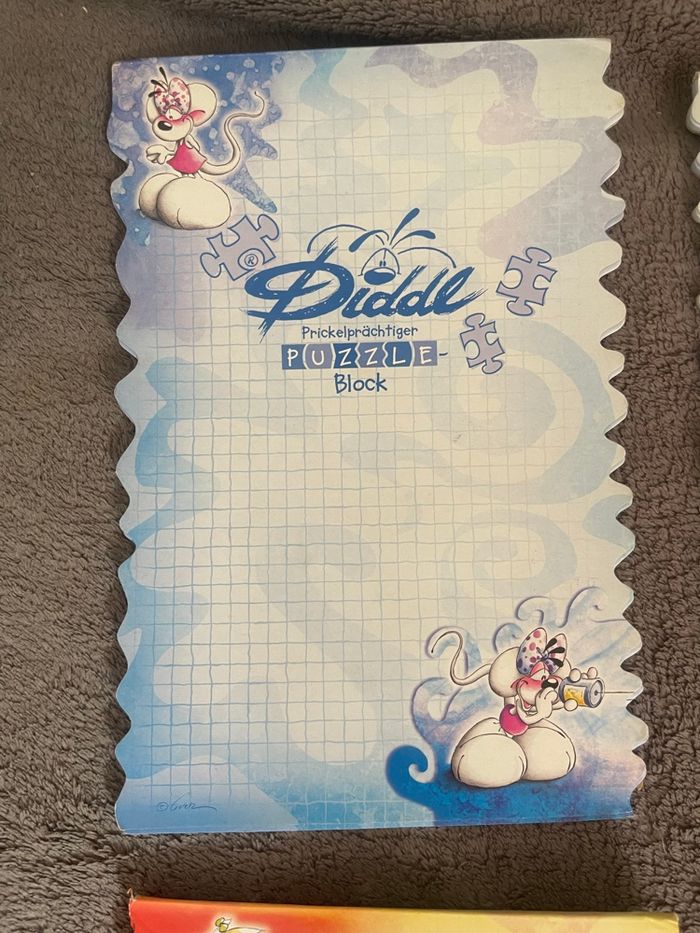 ®
Diddl
Prickelprächtiger
PUZZLE-
Block
©